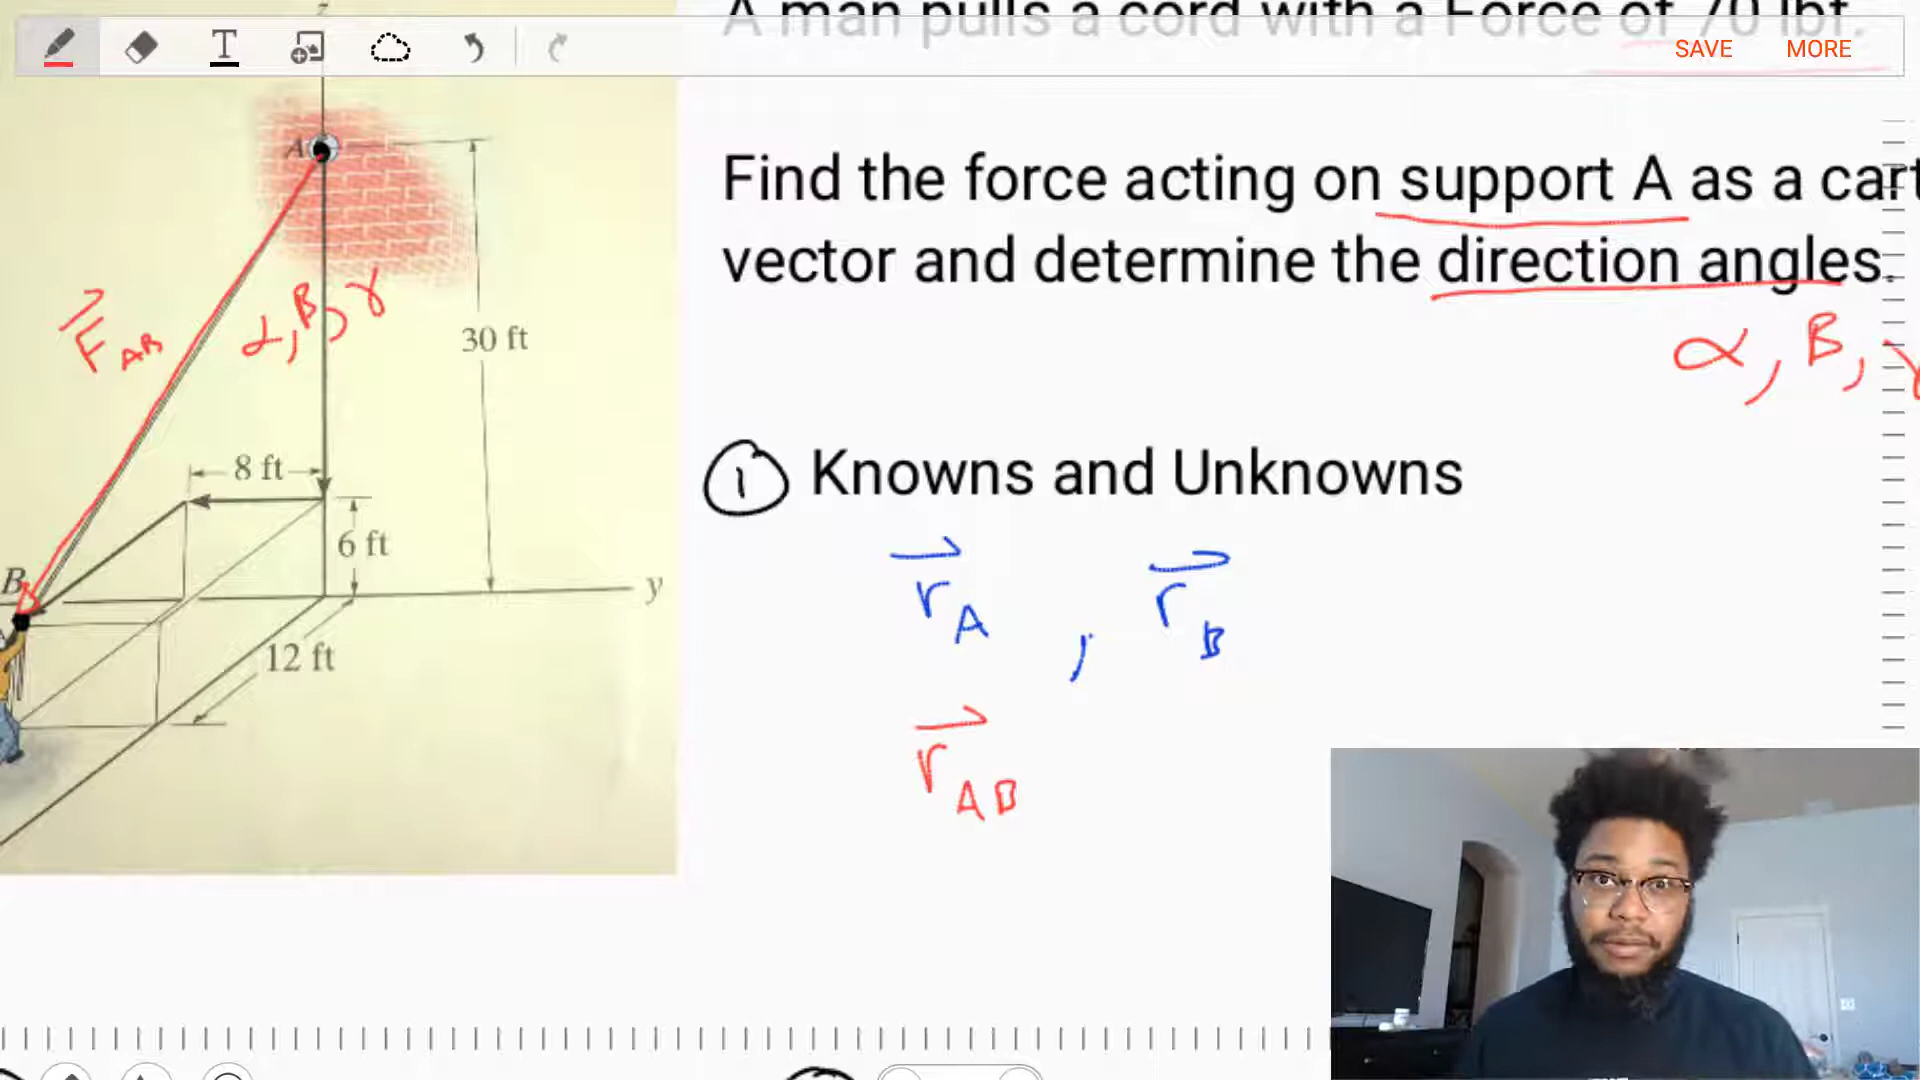 z
A man pulls a cord with a Force of 70 lbf.
T
SAVE
MORE
A
Find the force acting on support A as a cart
vector and determine the direction angles.
F AB
α, B, γ
30 ft
α, B, γ
8 ft
① Knowns and Unknowns
6 ft
B
y
r A , r B
12 ft
r AB